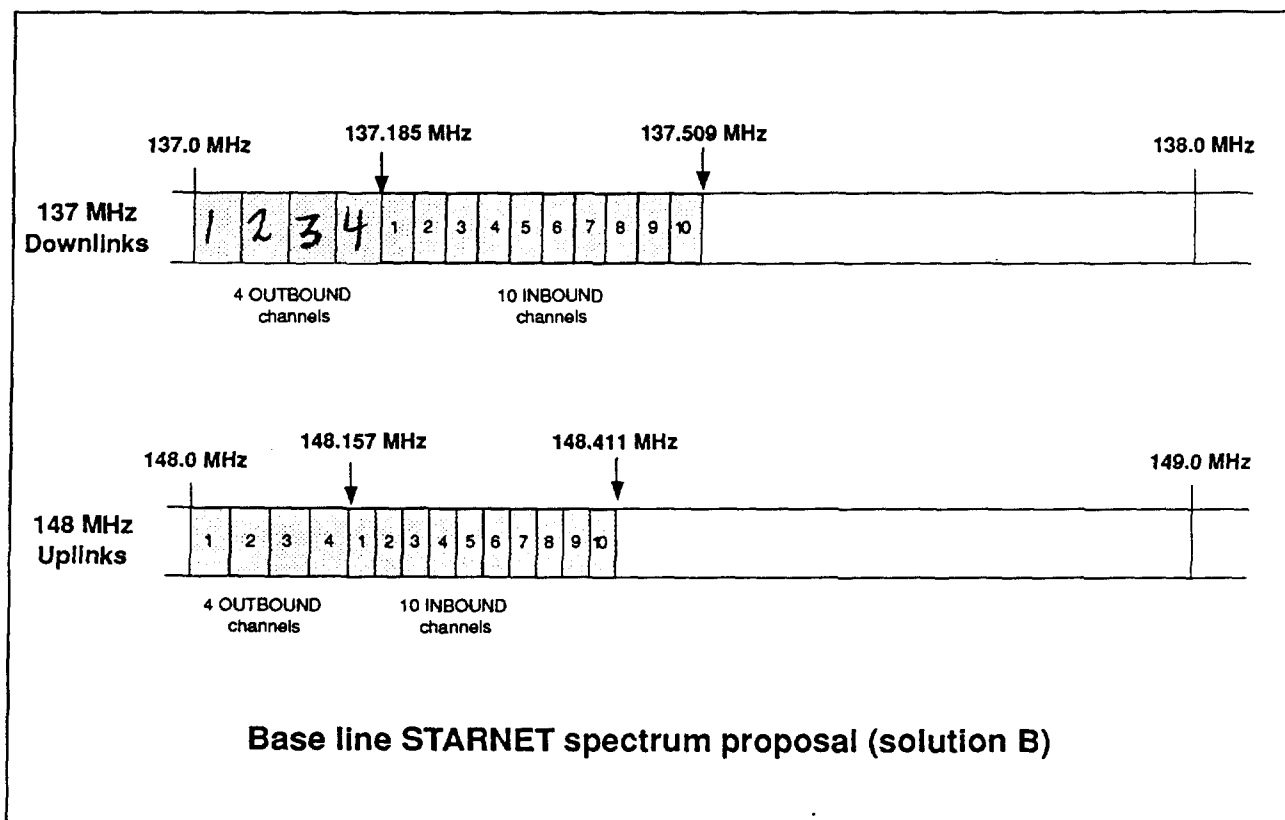 137.0 MHz 137.185 MHz 137.509 MHz 138.0 MHz
137 MHz
Downlinks
1 2 3 4 1 2 3 4 5 6 7 8 9 10
4 OUTBOUND
channels
10 INBOUND
channels
148.0 MHz 148.157 MHz 148.411 MHz 149.0 MHz
148 MHz
Uplinks
1 2 3 4 1 2 3 4 5 6 7 8 9 10
4 OUTBOUND
channels
10 INBOUND
channels
Base line STARNET spectrum proposal (solution B)